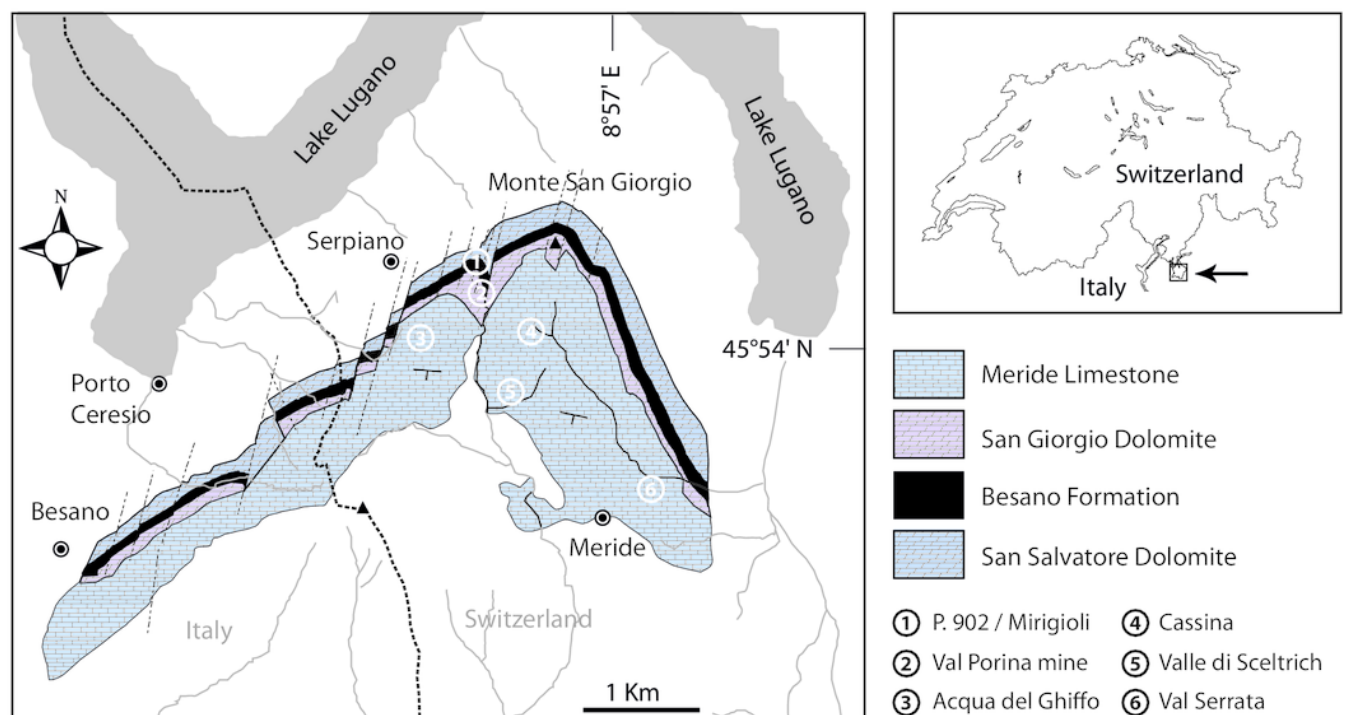 Lake Lugano
8°57' E
Lake Lugano
N
Monte San Giorgio
Serpiano
1
2
3
4
45°54' N
Porto
Ceresio
5
6
Besano
Meride
Italy
Switzerland
1 Km
Switzerland
Italy
Meride Limestone
San Giorgio Dolomite
Besano Formation
San Salvatore Dolomite
1 P. 902 / Mirigioli
4 Cassina
2 Val Porina mine
5 Valle di Sceltrich
3 Acqua del Ghiffo
6 Val Serrata